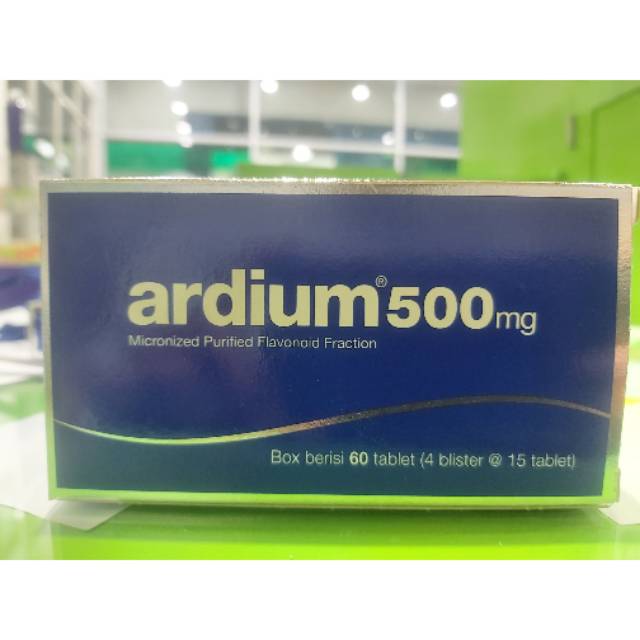 ardium® 500mg
Micronized Purified Flavonoid Fraction
Box berisi 60 tablet (4 blister @ 15 tablet)